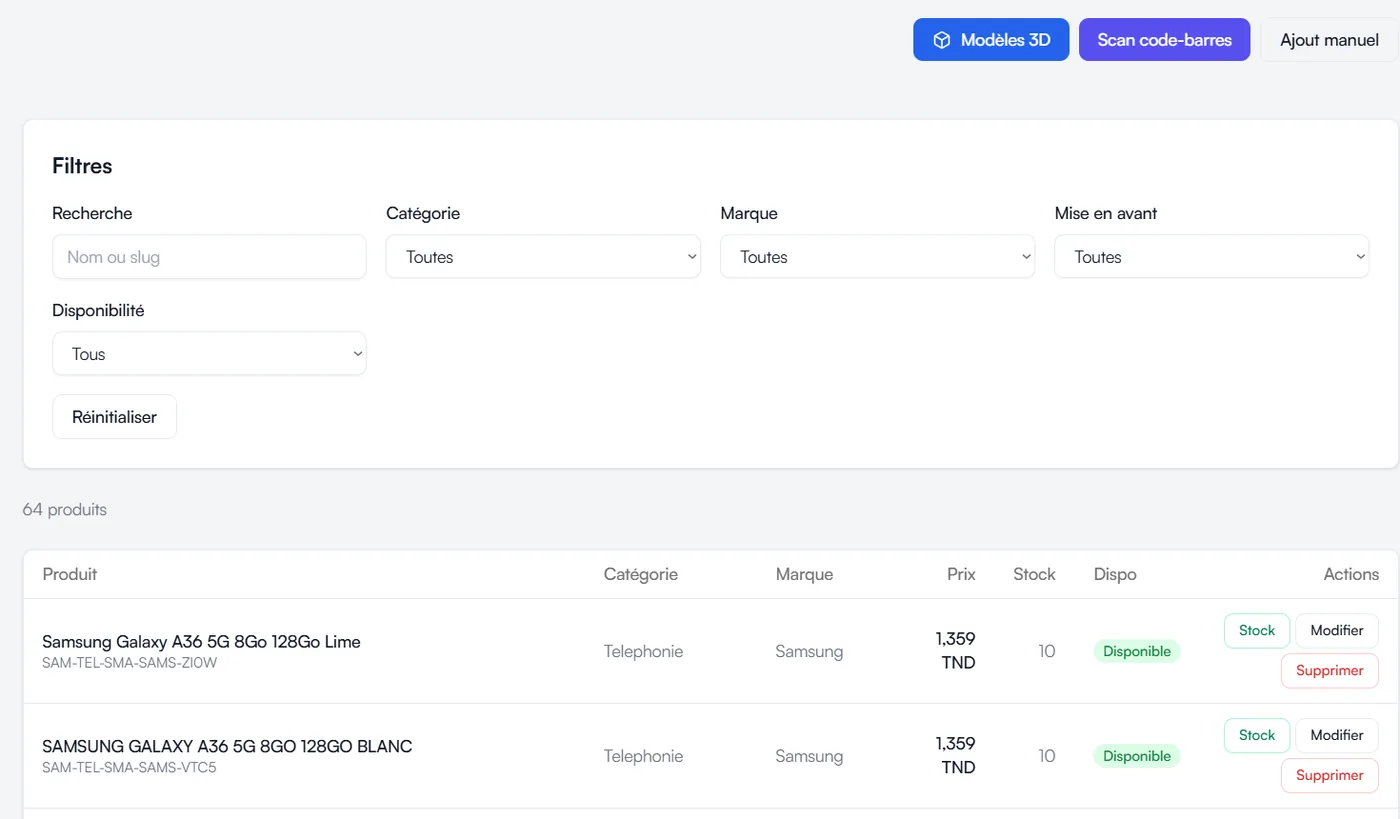 Modèles 3D
Scan code-barres
Ajout manuel
Filtres
Recherche
Catégorie
Marque
Mise en avant
Nom ou slug
Toutes
Toutes
Toutes
Disponibilité
Tous
Réinitialiser
64 produits
Produit
Catégorie
Marque
Prix
Stock
Dispo
Actions
Samsung Galaxy A36 5G 8Go 128Go Lime
SAM-TEL-SMA-SAMS-ZI0W
Telephonie
Samsung
1,359
TND
10
Disponible
Stock
Modifier
Supprimer
SAMSUNG GALAXY A36 5G 8GO 128GO BLANC
SAM-TEL-SMA-SAMS-VTC5
Telephonie
Samsung
1,359
TND
10
Disponible
Stock
Modifier
Supprimer